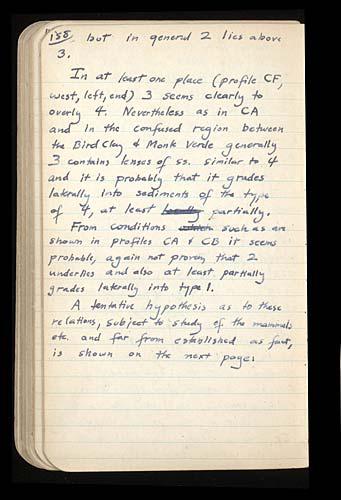 158 but in general 2 lies above
3.
In at least one place (profile CF,
west, left, end) 3 seems clearly to
overly 4. Nevertheless as in CA
and in the confused region between
the Bird Clay & Monte Verde generally
3 contains lenses of ss. similar to 4
and it is probably that it grades
laterally into sediments of the type
of 4, at least partially.
From conditions such as are
shown in profiles CA & CB it seems
probable, again not proven, that 2
underlies and also at least partially
grades laterally into type 1.
A tentative hypothesis as to these
relations, subject to study of the mammals
etc. and far from established as fact,
is shown on the next page: